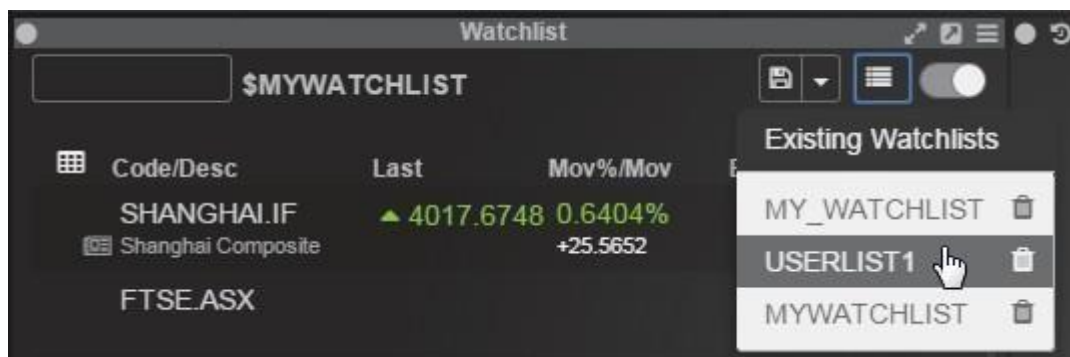 Watchlist
$MYWATCHLIST
Existing Watchlists
Code/Desc Last Mov%/Mov
SHANGHAI.IF 4017.6748 0.6404%
Shanghai Composite +25.5652
FTSE.ASX
MY_WATCHLIST
USERLIST1
MYWATCHLIST